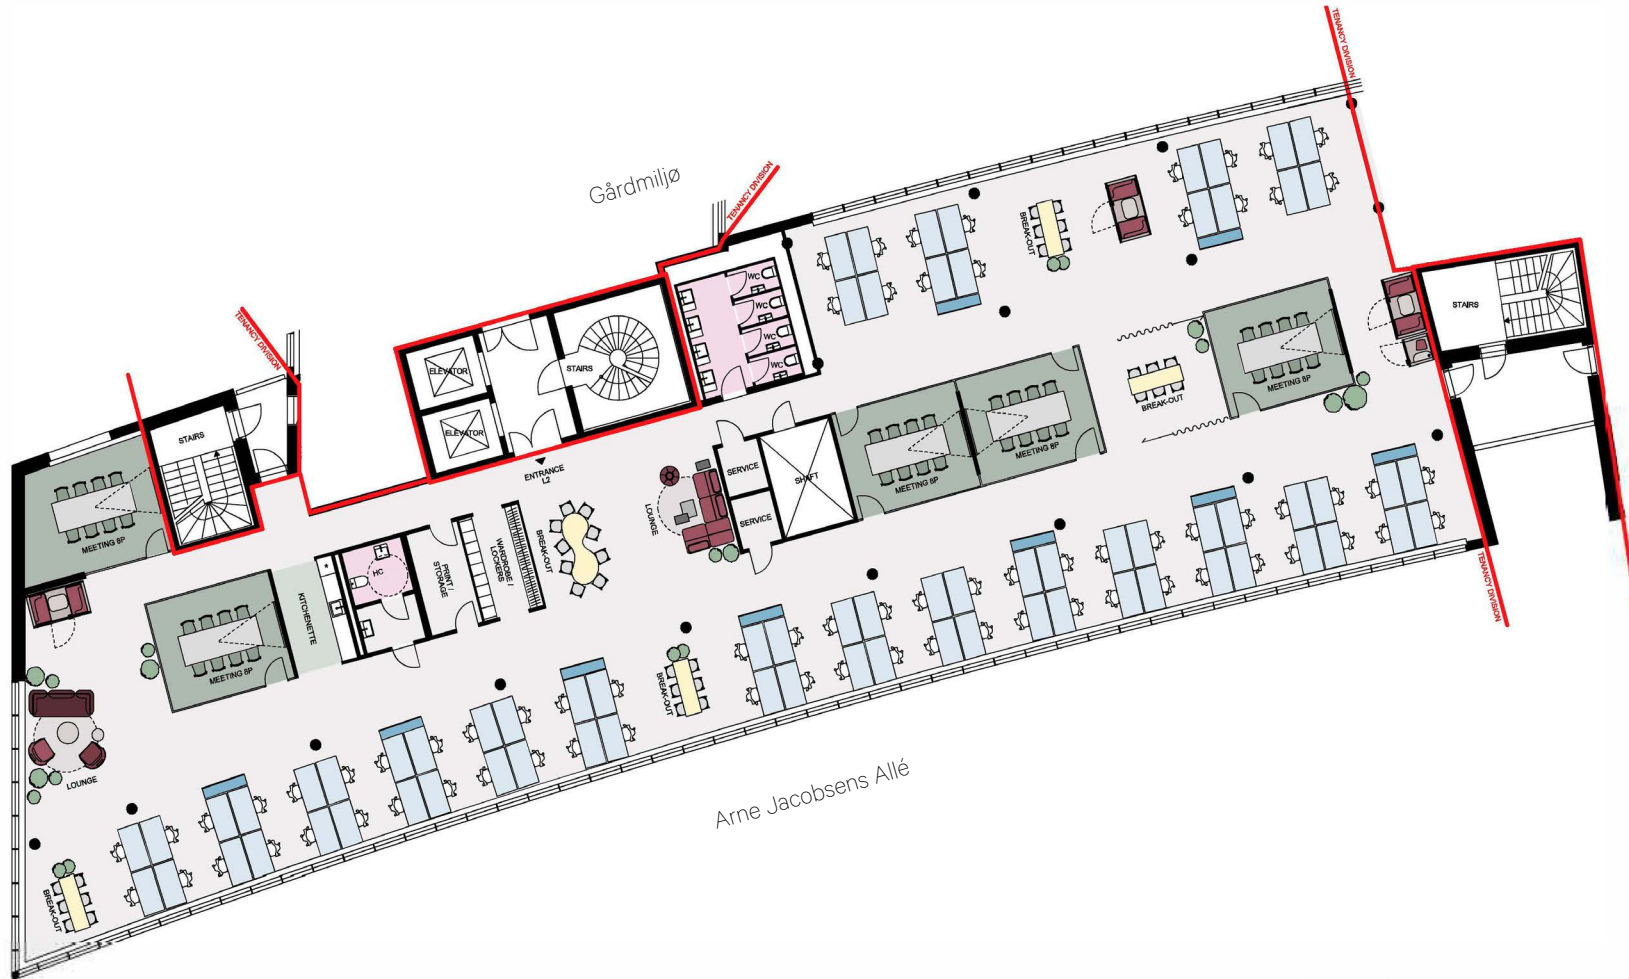 TENANCY DIVISION
Gårdmiljø
TENANCY DIVISION
BREAK-OUT
WC
WC
WC
WC
STAIRS
TENANCY DIVISION
ELEVATOR
STAIRS
ELEVATOR
MEETING 8P
BREAK-OUT
STAIRS
MEETING 8P
MEETING 8P
ENTRANCE
L2
SERVICE
SHAFT
SERVICE
LOUNGE
MEETING 8P
BREAK-OUT
WARDROBE /
LOCKERS
PRINT /
STORAGE
HC
KITCHENETTE
TENANCY DIVISION
MEETING 8P
BREAK-OUT
LOUNGE
Arne Jacobsens Allé
BREAK-OUT